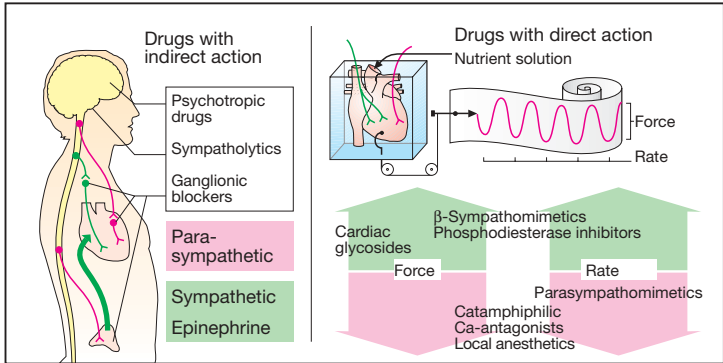 Drugs with
indirect action
Psychotropic
drugs
Sympatholytics
Ganglionic
blockers
Para-
sympathetic
Sympathetic
Epinephrine
Drugs with direct action
Nutrient solution
Force
Rate
β-Sympathomimetics
Phosphodiesterase inhibitors
Cardiac
glycosides
Force
Rate
Parasympathomimetics
Catamphiphilic
Ca-antagonists
Local anesthetics